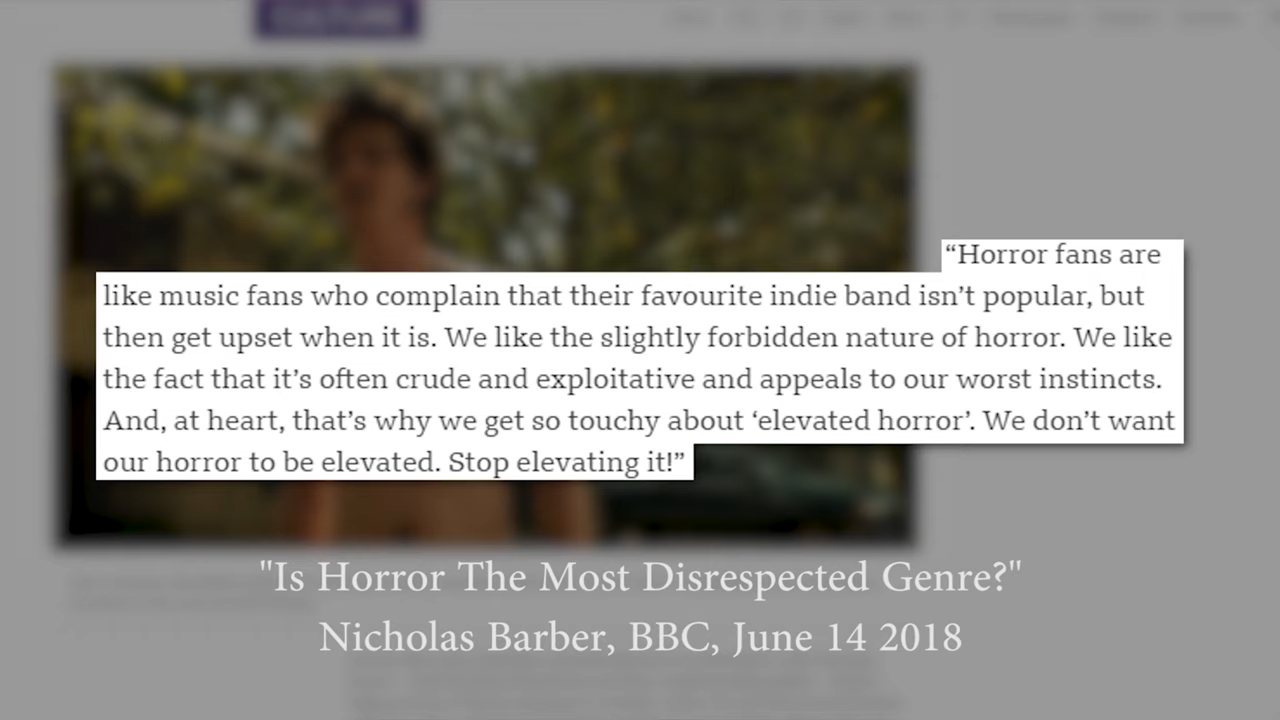 CULTURE
“Horror fans are
like music fans who complain that their favourite indie band isn’t popular, but
then get upset when it is. We like the slightly forbidden nature of horror. We like
the fact that it’s often crude and exploitative and appeals to our worst instincts.
And, at heart, that’s why we get so touchy about ‘elevated horror’. We don’t want
our horror to be elevated. Stop elevating it!”
"Is Horror The Most Disrespected Genre?"
Nicholas Barber, BBC, June 14 2018